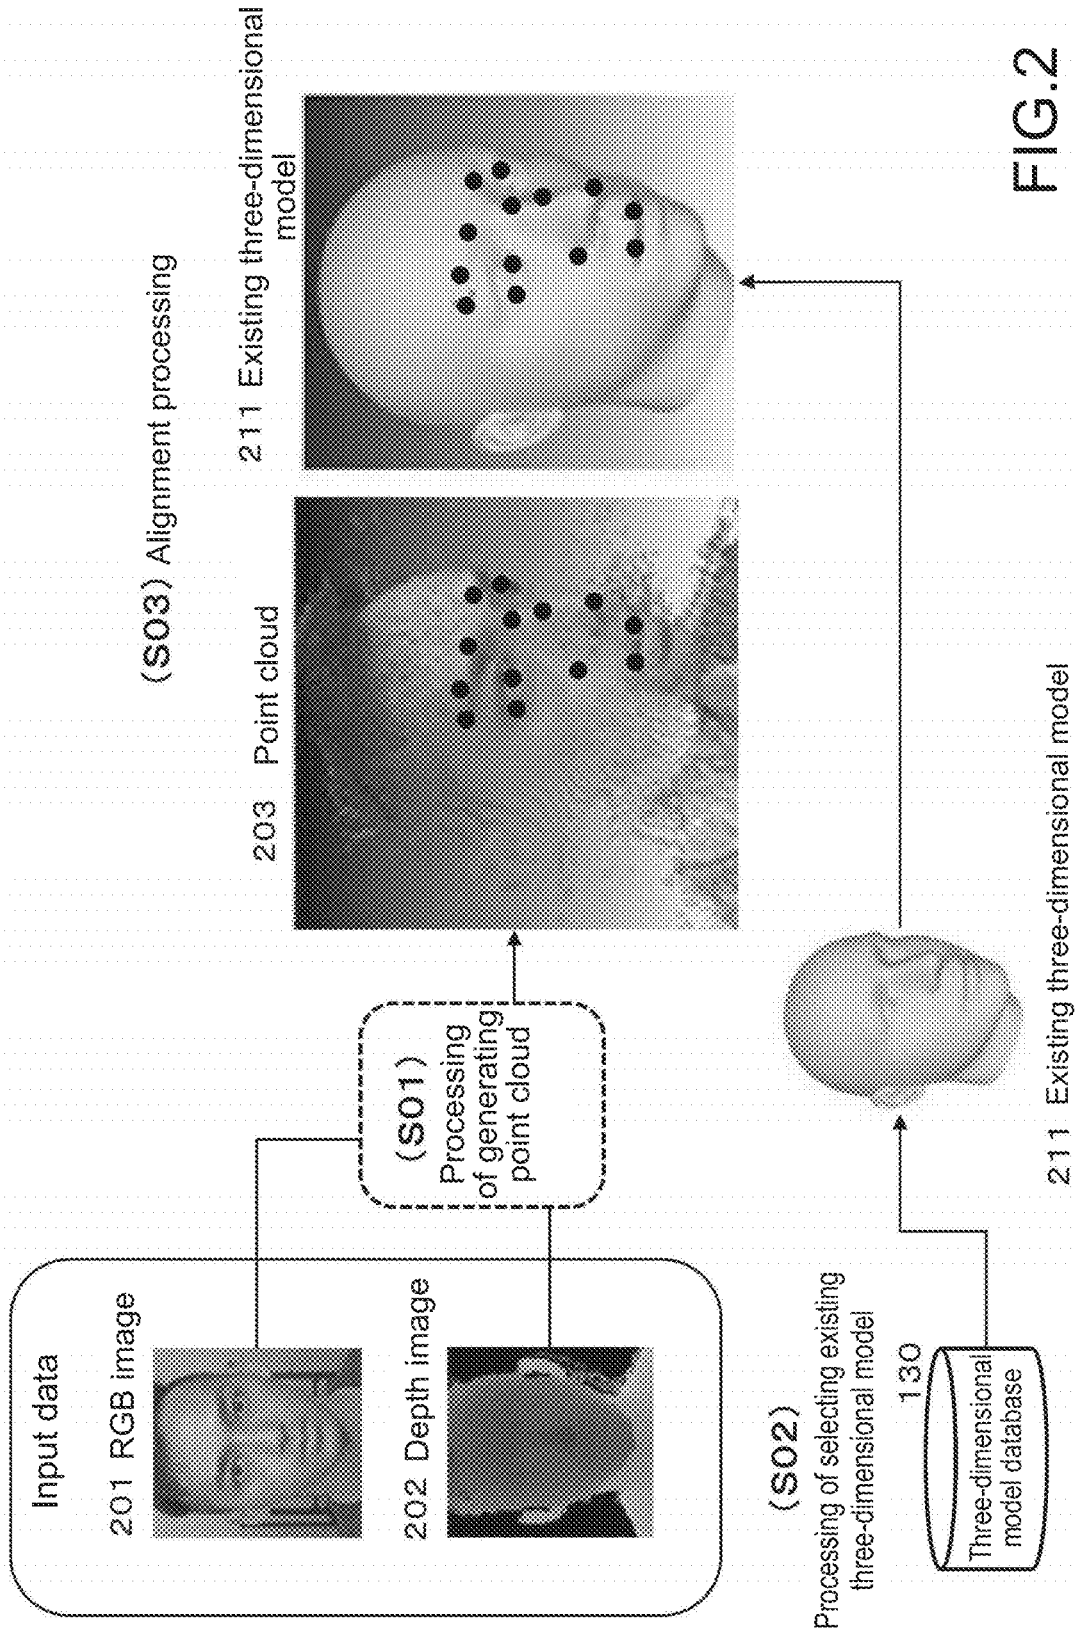 Input data
201 RGB image
202 Depth image
(S01)
Processing
of generating
point cloud
(S02)
Processing of selecting existing
three-dimensional model
130
Three-dimensional
model database
211 Existing three-dimensional model
(S03) Alignment processing
203 Point cloud
211 Existing three-dimensional
model
FIG.2